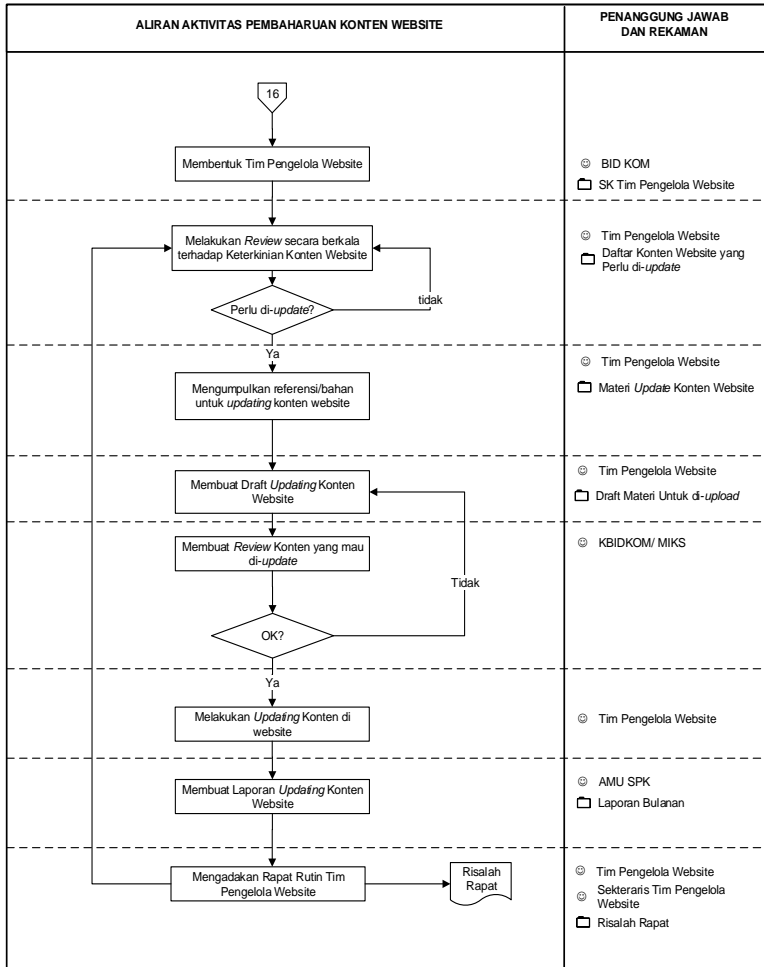 ALIRAN AKTIVITAS PEMBAHARUAN KONTEN WEBSITE
PENANGGUNG JAWAB
DAN REKAMAN
16
Membentuk Tim Pengelola Website
BID KOM
SK Tim Pengelola Website
Melakukan Review secara berkala
terhadap Keterkinian Konten Website
Tim Pengelola Website
Daftar Konten Website yang
Perlu di-update
Perlu di-update?
tidak
Ya
Mengumpulkan referensi/bahan
untuk updating konten website
Tim Pengelola Website
Materi Update Konten Website
Membuat Draft Updating Konten
Website
Tim Pengelola Website
Draft Materi Untuk di-upload
Membuat Review Konten yang mau
di-update
KBIDKOM/ MIKS
Tidak
OK?
Ya
Melakukan Updating Konten di
website
Tim Pengelola Website
Membuat Laporan Updating Konten
Website
AMU SPK
Laporan Bulanan
Mengadakan Rapat Rutin Tim
Pengelola Website
Risalah
Rapat
Tim Pengelola Website
Sekteraris Tim Pengelola
Website
Risalah Rapat